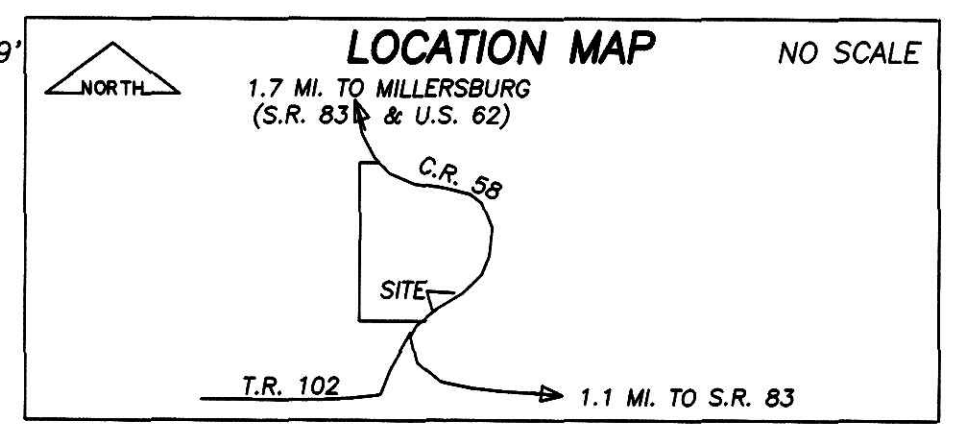 9'
LOCATION MAP
NO SCALE
NORTH
1.7 MI. TO MILLERSBURG
(S.R. 83 & U.S. 62)
C.R. 58
SITE
T.R. 102
1.1 MI. TO S.R. 83